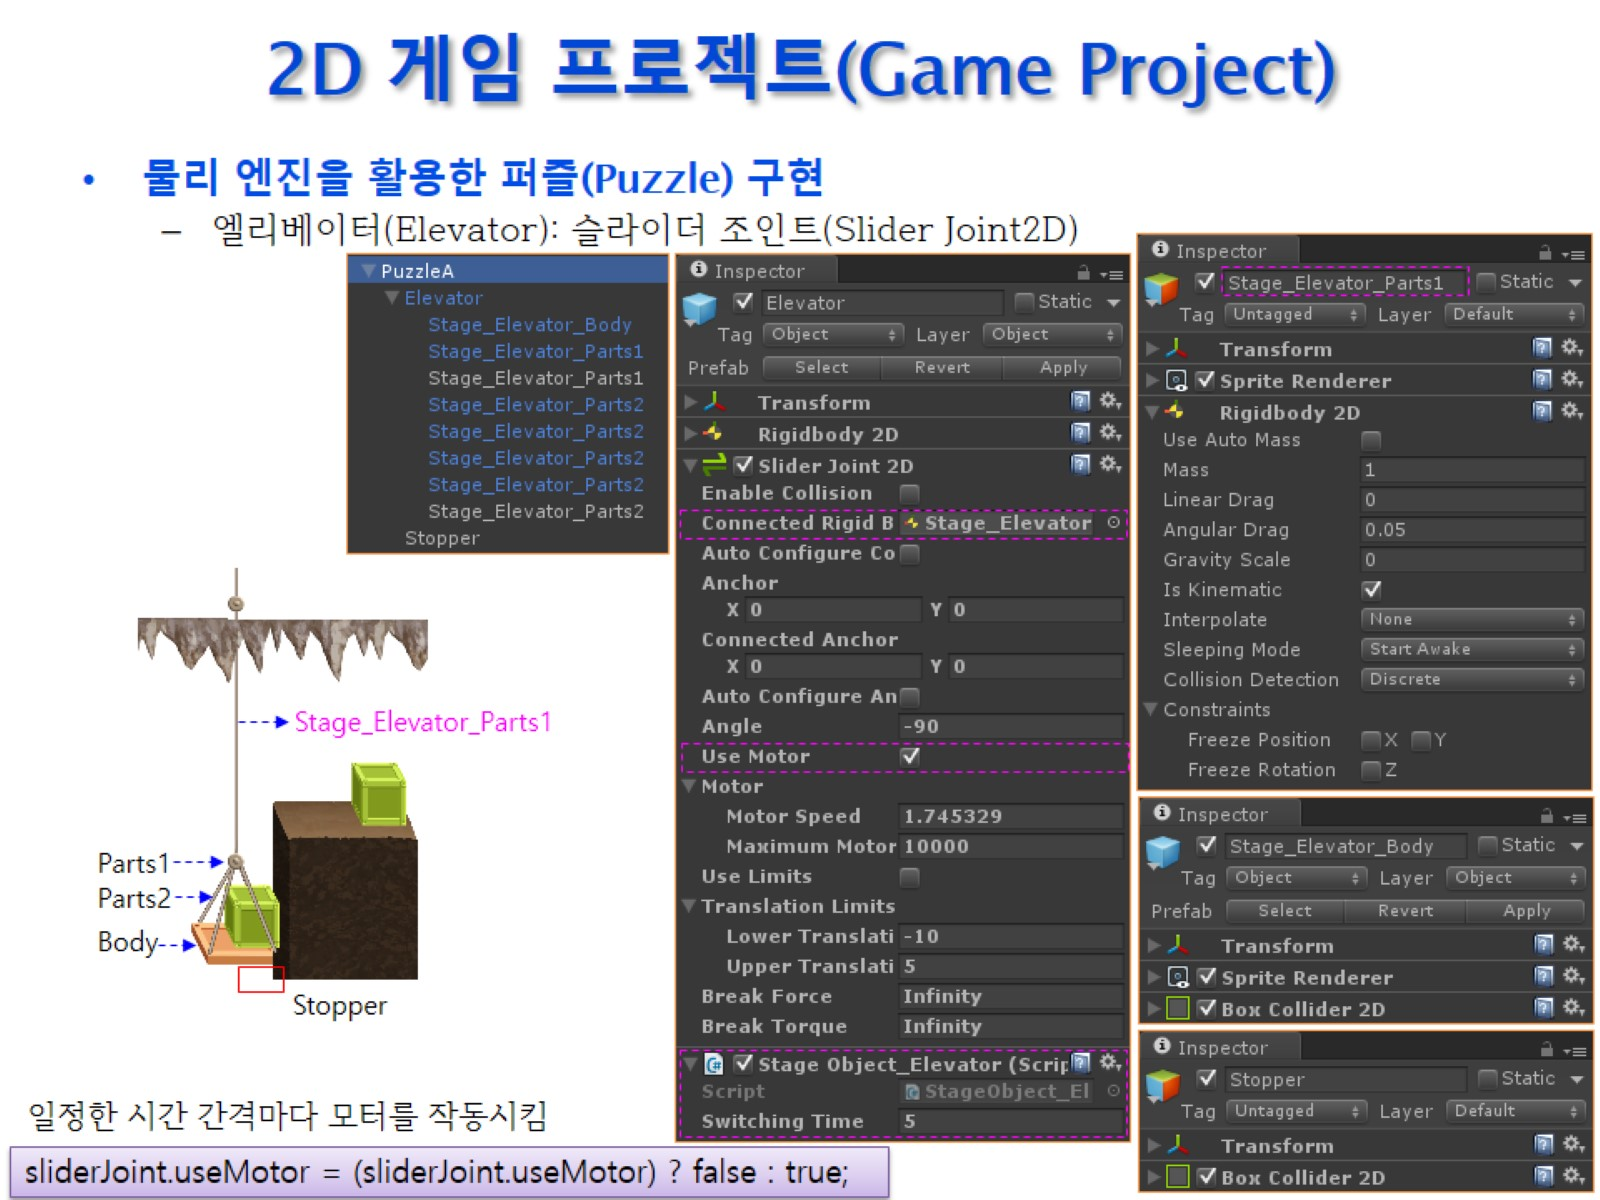 2D 게임 프로젝트(Game Project)
• 물리 엔진을 활용한 퍼즐(Puzzle) 구현
– 엘리베이터(Elevator): 슬라이더 조인트(Slider Joint2D)
PuzzleA
Elevator
Stage_Elevator_Body
Stage_Elevator_Parts1
Stage_Elevator_Parts1
Stage_Elevator_Parts2
Stage_Elevator_Parts2
Stage_Elevator_Parts2
Stage_Elevator_Parts2
Stage_Elevator_Parts2
Stopper
Stage_Elevator_Parts1
Parts1
Parts2
Body
Stopper
일정한 시간 간격마다 모터를 작동시킴
sliderJoint.useMotor = (sliderJoint.useMotor) ? false : true;
Inspector
Elevator Static
Tag Object Layer Object
Prefab Select Revert Apply
Transform
Rigidbody 2D
Slider Joint 2D
Enable Collision
Connected Rigid B Stage_Elevator
Auto Configure Co
Anchor
X 0 Y 0
Connected Anchor
X 0 Y 0
Auto Configure An
Angle -90
Use Motor
Motor
Motor Speed 1.745329
Maximum Motor 10000
Use Limits
Translation Limits
Lower Translati -10
Upper Translati 5
Break Force Infinity
Break Torque Infinity
Stage Object_Elevator (Scrip
Script StageObject_El
Switching Time 5
Inspector
Stage_Elevator_Parts1 Static
Tag Untagged Layer Default
Transform
Sprite Renderer
Rigidbody 2D
Use Auto Mass
Mass 1
Linear Drag 0
Angular Drag 0.05
Gravity Scale 0
Is Kinematic
Interpolate None
Sleeping Mode Start Awake
Collision Detection Discrete
Constraints
Freeze Position X Y
Freeze Rotation Z
Inspector
Stage_Elevator_Body Static
Tag Object Layer Object
Prefab Select Revert Apply
Transform
Sprite Renderer
Box Collider 2D
Inspector
Stopper Static
Tag Untagged Layer Default
Transform
Box Collider 2D